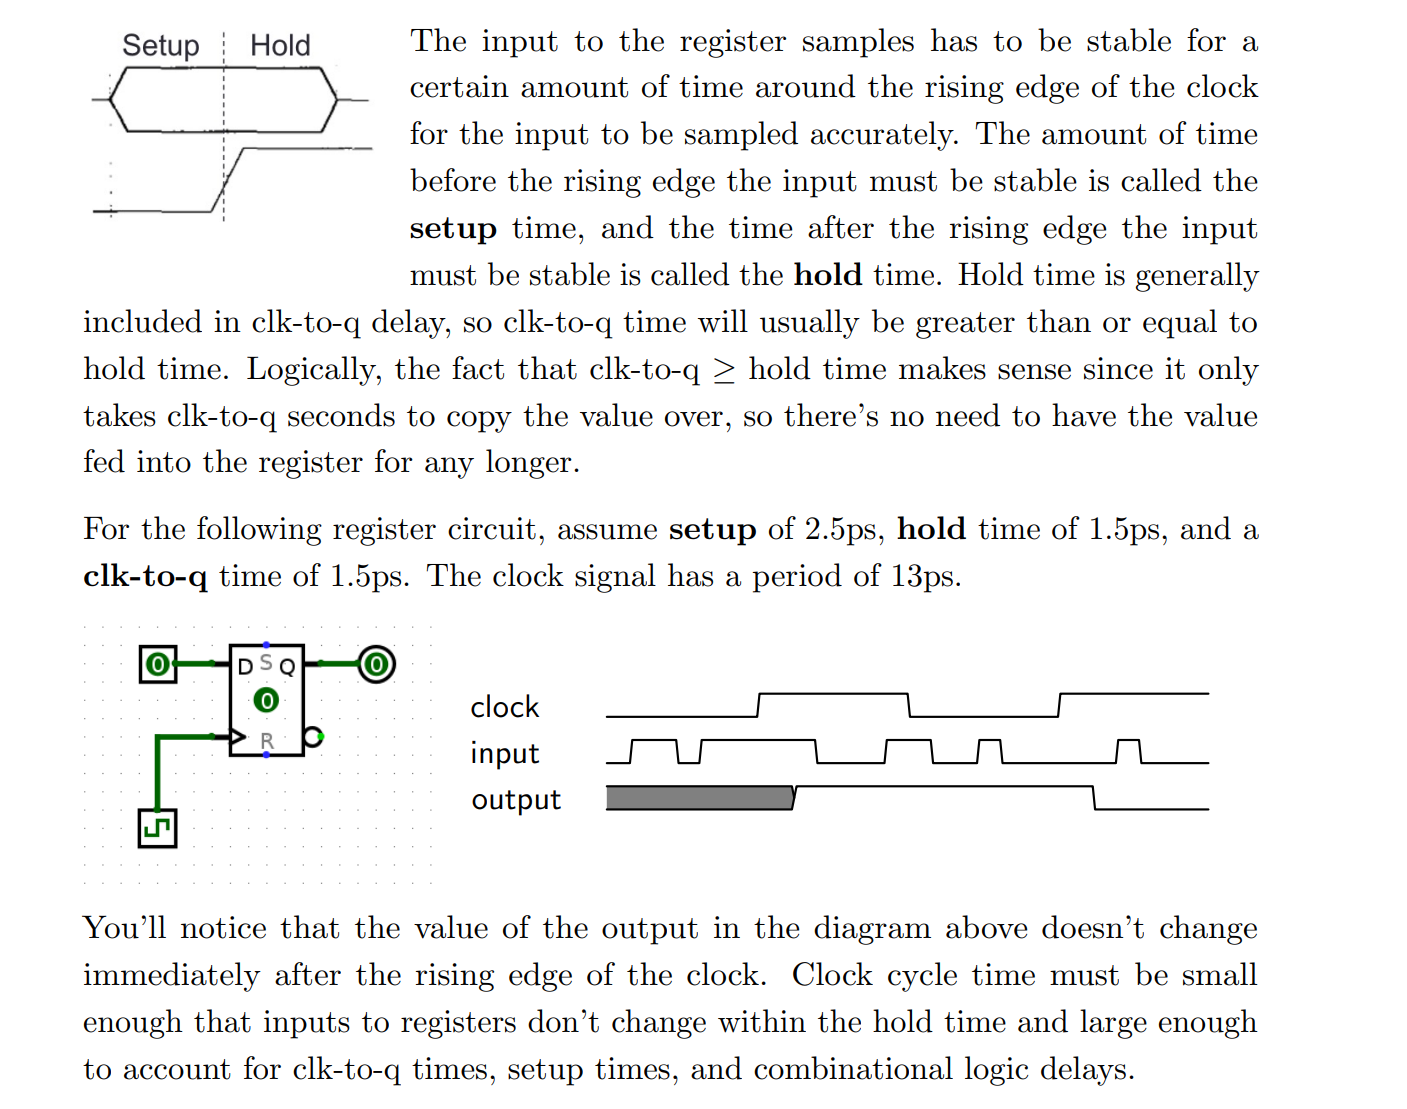 Setup Hold
The input to the register samples has to be stable for a
certain amount of time around the rising edge of the clock
for the input to be sampled accurately. The amount of time
before the rising edge the input must be stable is called the
setup time, and the time after the rising edge the input
must be stable is called the hold time. Hold time is generally
included in clk-to-q delay, so clk-to-q time will usually be greater than or equal to
hold time. Logically, the fact that clk-to-q ≥ hold time makes sense since it only
takes clk-to-q seconds to copy the value over, so there’s no need to have the value
fed into the register for any longer.
For the following register circuit, assume setup of 2.5ps, hold time of 1.5ps, and a
clk-to-q time of 1.5ps. The clock signal has a period of 13ps.
0 D S Q 0
0
R
clock
input
output
You’ll notice that the value of the output in the diagram above doesn’t change
immediately after the rising edge of the clock. Clock cycle time must be small
enough that inputs to registers don’t change within the hold time and large enough
to account for clk-to-q times, setup times, and combinational logic delays.